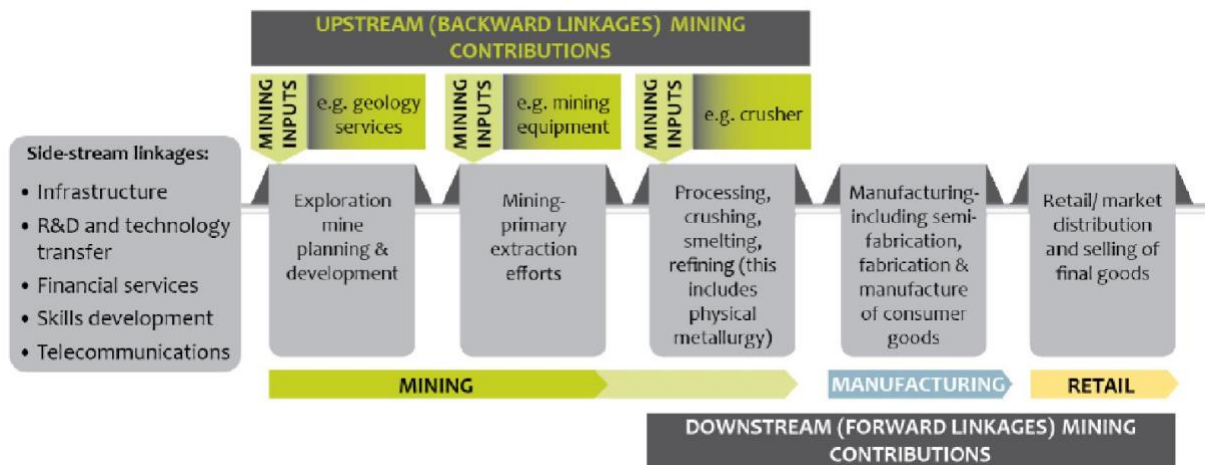 UPSTREAM (BACKWARD LINKAGES) MINING
CONTRIBUTIONS
MINING
INPUTS
e.g. geology
services
MINING
INPUTS
e.g. mining
equipment
MINING
INPUTS
e.g. crusher
Side-stream linkages:
• Infrastructure
• R&D and technology
transfer
• Financial services
• Skills development
• Telecommunications
Exploration
mine
planning &
development
Mining-
primary
extraction
efforts
Processing,
crushing,
smelting,
refining (this
includes
physical
metallurgy)
Manufacturing-
including semi-
fabrication,
fabrication &
manufacture
of consumer
goods
Retail/ market
distribution
and selling of
final goods
MINING
MANUFACTURING
RETAIL
DOWNSTREAM (FORWARD LINKAGES) MINING
CONTRIBUTIONS